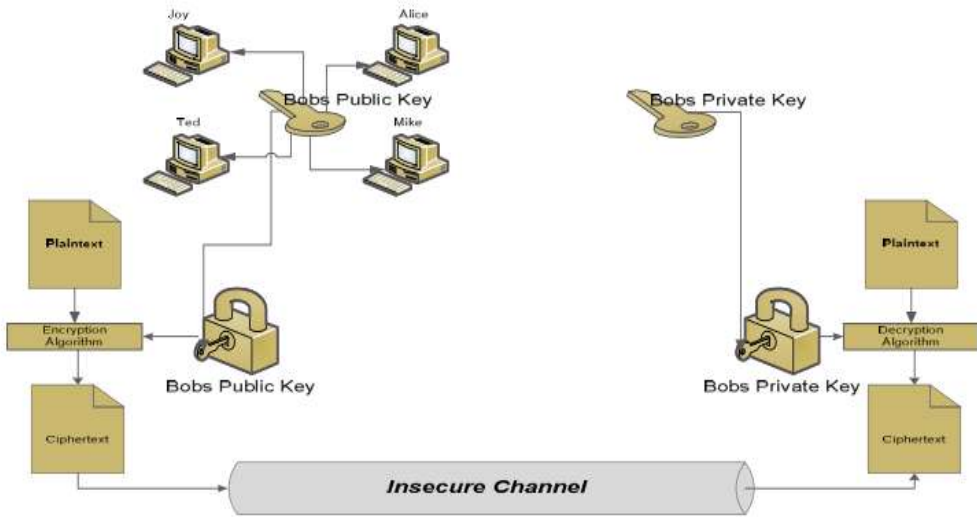 Joy
Alice
Bobs Public Key
Bobs Private Key
Ted
Mike
Plaintext
Plaintext
Encryption
Algorithm
Decryption
Algorithm
Bobs Public Key
Bobs Private Key
Ciphertext
Ciphertext
Insecure Channel